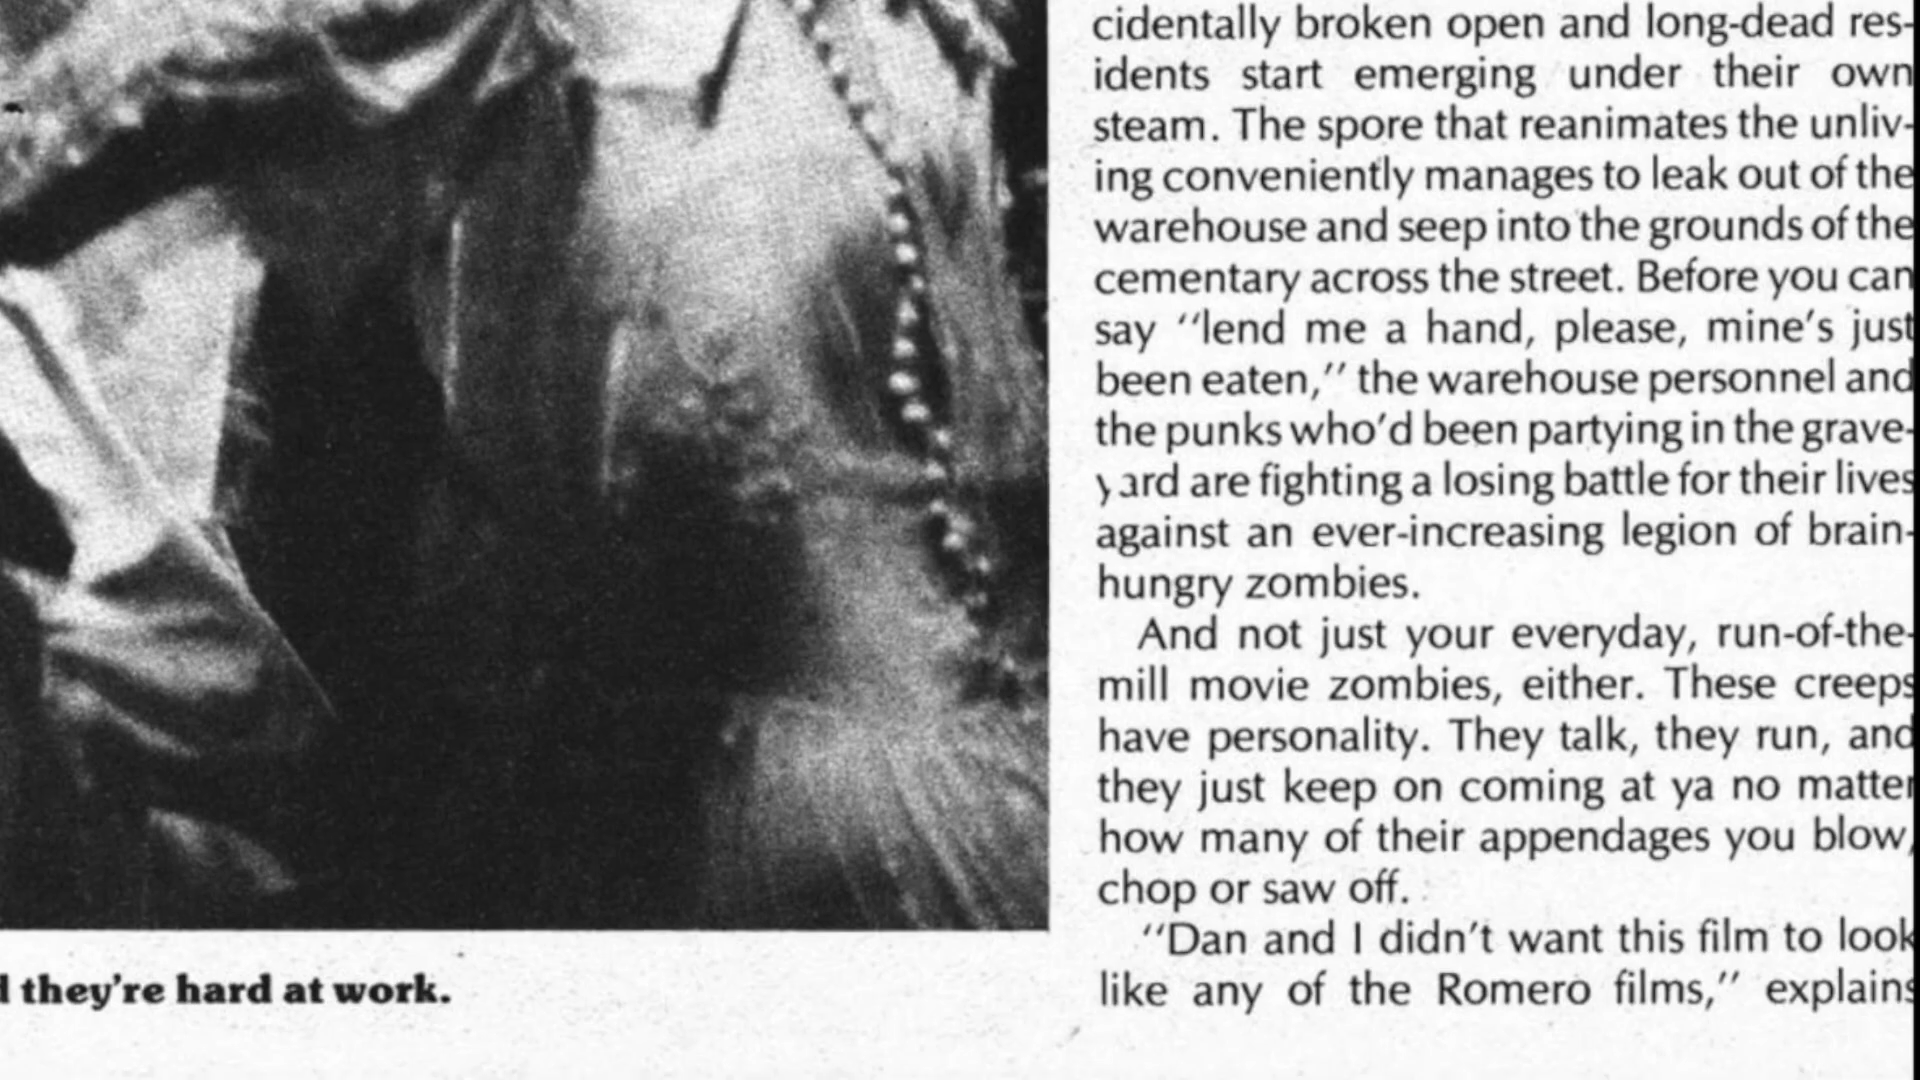 cidentally broken open and long-dead res-
idents start emerging under their own
steam. The spore that reanimates the unliv-
ing conveniently manages to leak out of the
warehouse and seep into the grounds of the
cementary across the street. Before you can
say "lend me a hand, please, mine's just
been eaten," the warehouse personnel and
the punks who'd been partying in the grave-
yard are fighting a losing battle for their lives
against an ever-increasing legion of brain-
hungry zombies.
And not just your everyday, run-of-the-
mill movie zombies, either. These creeps
have personality. They talk, they run, and
they just keep on coming at ya no matter
how many of their appendages you blow,
chop or saw off.
"Dan and I didn't want this film to look
like any of the Romero films," explains
they're hard at work.